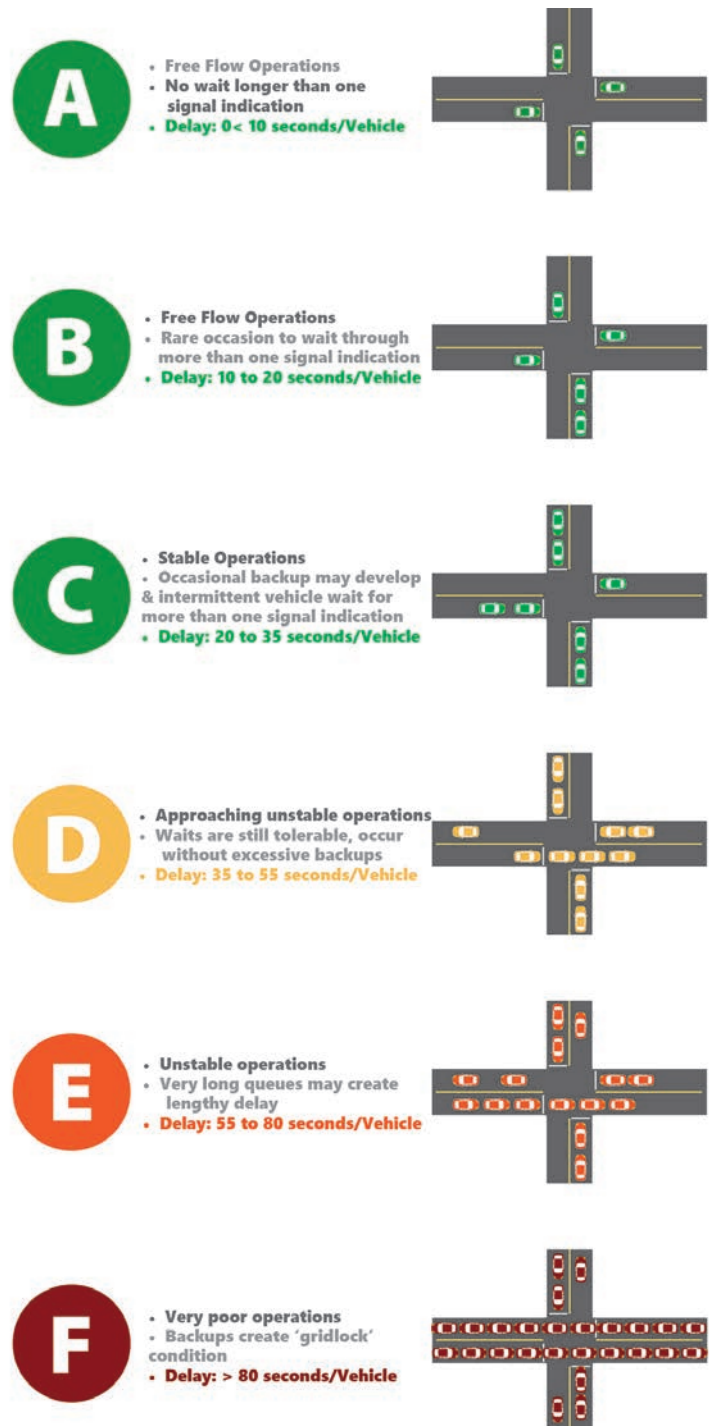 A
• Free Flow Operations
• No wait longer than one
signal indication
• Delay: 0< 10 seconds/Vehicle
B
• Free Flow Operations
• Rare occasion to wait through
more than one signal indication
• Delay: 10 to 20 seconds/Vehicle
C
• Stable Operations
• Occasional backup may develop
& intermittent vehicle wait for
more than one signal indication
• Delay: 20 to 35 seconds/Vehicle
D
• Approaching unstable operations
• Waits are still tolerable, occur
without excessive backups
• Delay: 35 to 55 seconds/Vehicle
E
• Unstable operations
• Very long queues may create
lengthy delay
• Delay: 55 to 80 seconds/Vehicle
F
• Very poor operations
• Backups create ‘gridlock’
condition
• Delay: > 80 seconds/Vehicle